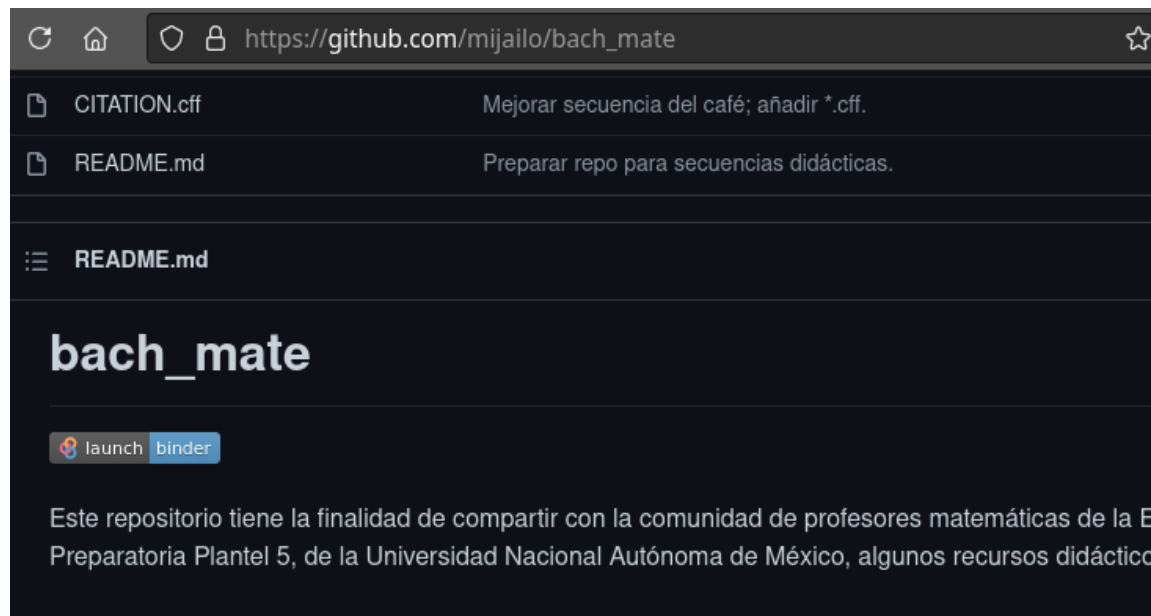 https://github.com/mijailo/bach_mate
CITATION.cff Mejorar secuencia del café; añadir *.cff.
README.md Preparar repo para secuencias didácticas.
README.md
bach_mate
launch binder
Este repositorio tiene la finalidad de compartir con la comunidad de profesores matemáticas de la E
Preparatoria Plantel 5, de la Universidad Nacional Autónoma de México, algunos recursos didáctico